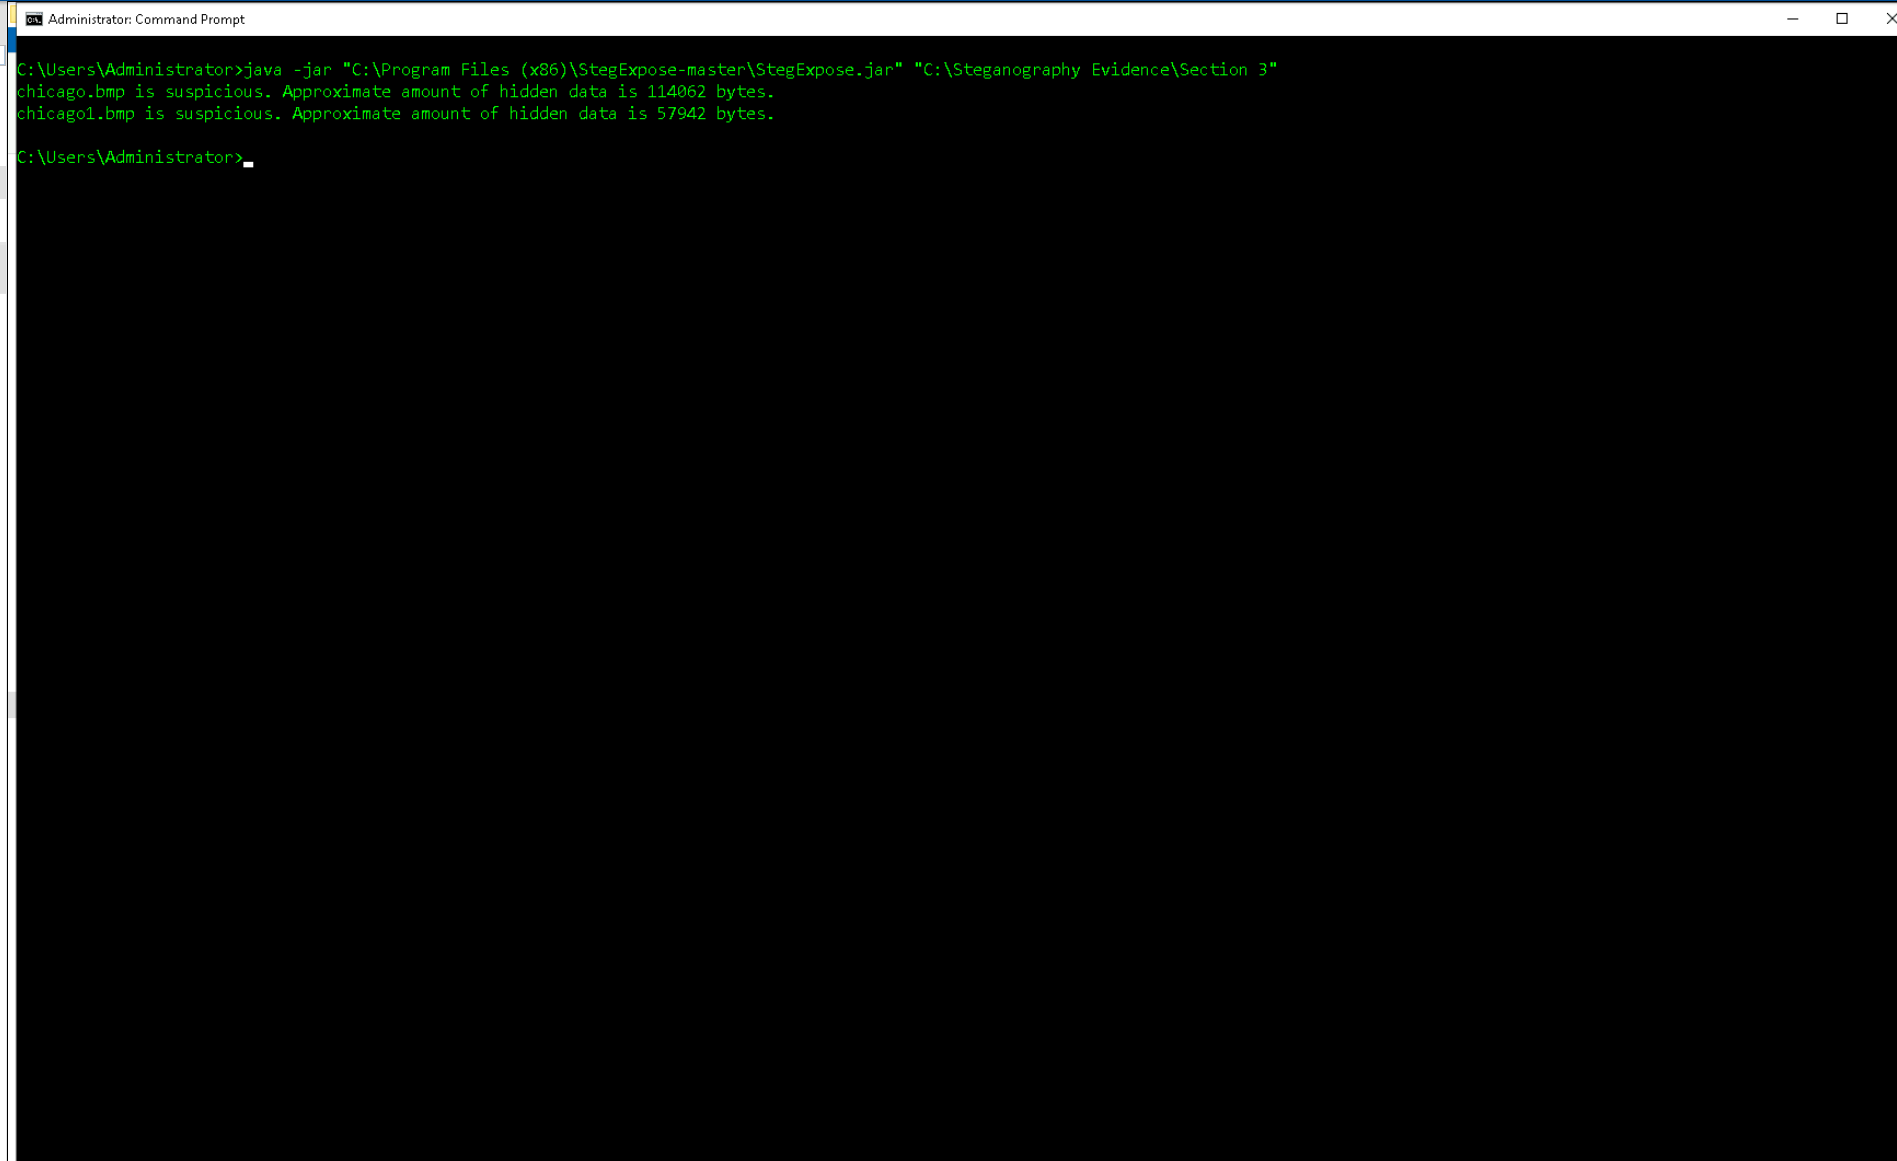 Administrator: Command Prompt
C:\Users\Administrator>java -jar "C:\Program Files (x86)\StegExpose-master\StegExpose.jar" "C:\Steganography Evidence\Section 3"
chicago.bmp is suspicious. Approximate amount of hidden data is 114062 bytes.
chicago1.bmp is suspicious. Approximate amount of hidden data is 57942 bytes.
C:\Users\Administrator>